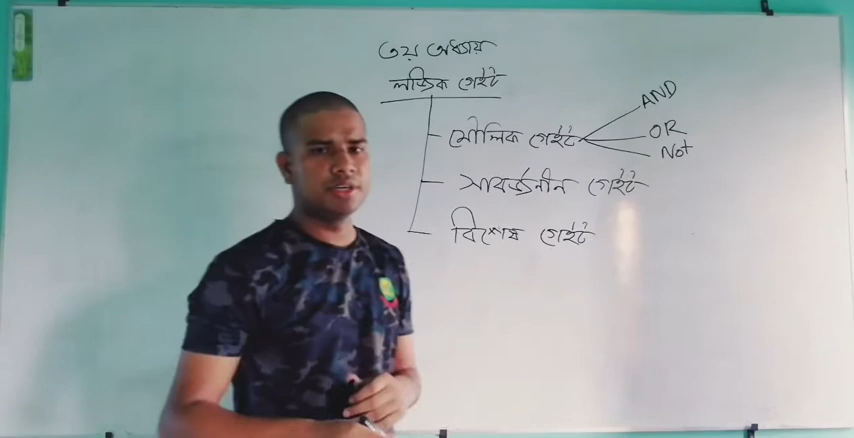 ৩য় অধ্যায়
লজিক গেইট
মৌলিক গেইট
AND
OR
Not
সার্বজনীন গেইট
বিশেষ গেইট